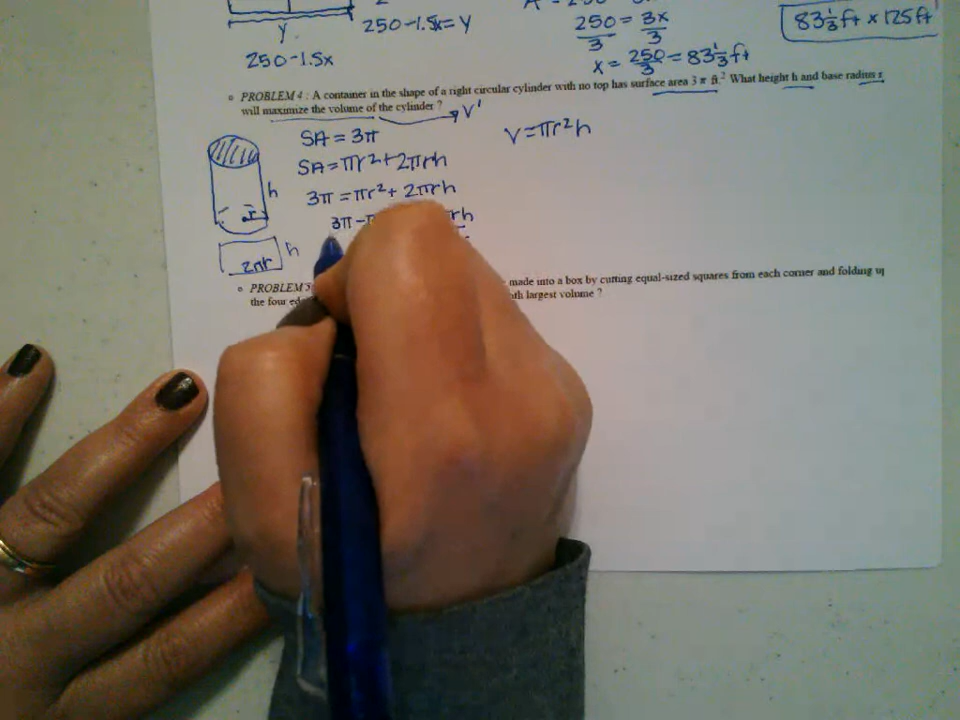 250-1.5x=y
250 = 3x
3 3
83⅓ft x 125ft
y
250-1.5x
x = 250/3 = 83⅓ft
PROBLEM 4 : A container in the shape of a right circular cylinder with no top has surface area 3 π ft.² What height h and base radius r
will maximize the volume of the cylinder ?
V'
SA = 3π
V = πr²h
SA = πr² + 2πrh
3π = πr² + 2πrh
h
r
3π-
rh
2πr
h
PROBLEM 5
made into a box by cutting equal-sized squares from each corner and folding up
the four
largest volume ?